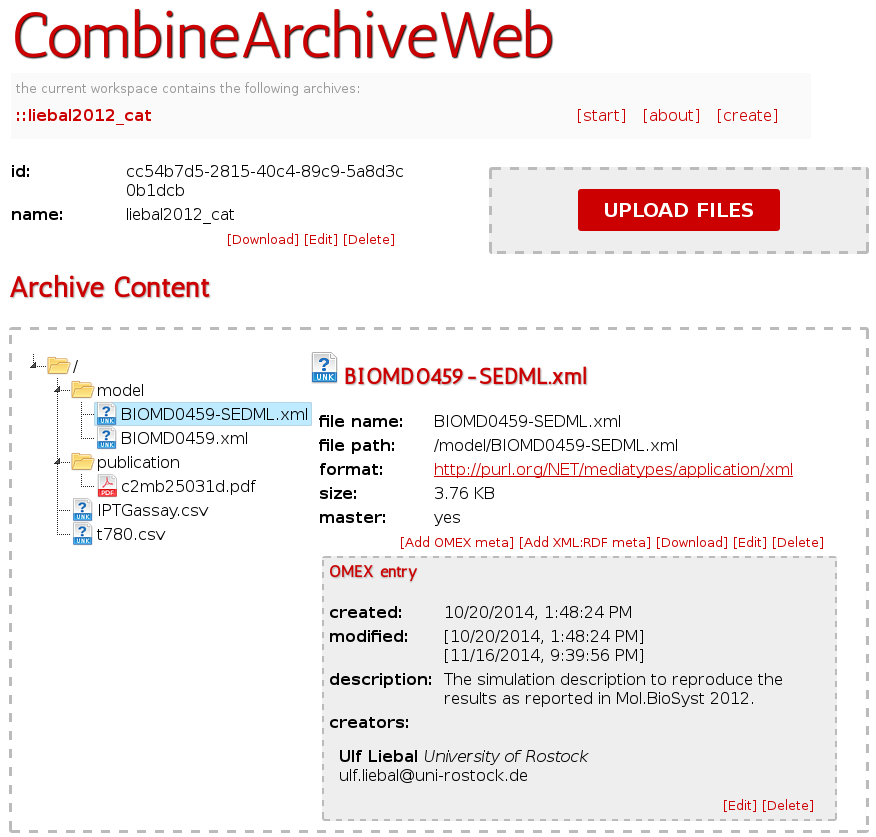 CombineArchiveWeb
the current workspace contains the following archives:
::liebal2012_cat [start] [about] [create]
id: cc54b7d5-2815-40c4-89c9-5a8d3c
0b1dcb
name: liebal2012_cat
[Download] [Edit] [Delete]
UPLOAD FILES
Archive Content
/
model
BIOMD0459-SEDML.xml
BIOMD0459.xml
publication
c2mb25031d.pdf
IPTGassay.csv
t780.csv
BIOMD0459-SEDML.xml
file name: BIOMD0459-SEDML.xml
file path: /model/BIOMD0459-SEDML.xml
format: http://purl.org/NET/mediatypes/application/xml
size: 3.76 KB
master: yes
[Add OMEX meta] [Add XML:RDF meta] [Download] [Edit] [Delete]
OMEX entry
created: 10/20/2014, 1:48:24 PM
modified: [10/20/2014, 1:48:24 PM]
[11/16/2014, 9:39:56 PM]
description: The simulation description to reproduce the
results as reported in Mol.BioSyst 2012.
creators:
Ulf Liebal University of Rostock
ulf.liebal@uni-rostock.de
[Edit] [Delete]